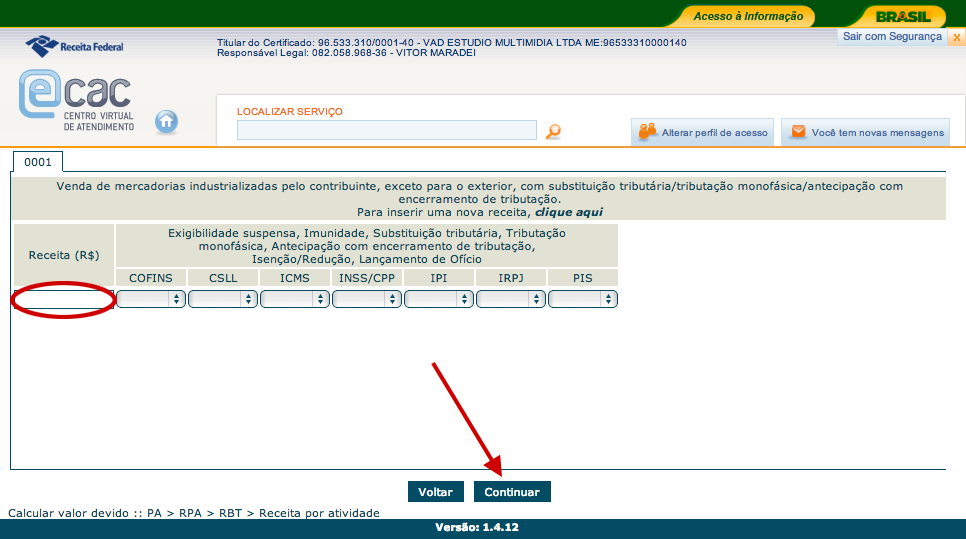 Acesso à Informação
BRASIL
Receita Federal
Titular do Certificado: 96.533.310/0001-40 - VAD ESTUDIO MULTIMIDIA LTDA ME:96533310000140
Responsável Legal: 082.058.968-36 - VITOR MARADEI
Sair com Segurança x
ecac
CENTRO VIRTUAL
DE ATENDIMENTO
LOCALIZAR SERVIÇO
Alterar perfil de acesso
Você tem novas mensagens
0001
Venda de mercadorias industrializadas pelo contribuinte, exceto para o exterior, com substituição tributária/tributação monofásica/antecipação com
encerramento de tributação.
Para inserir uma nova receita, clique aqui
Receita (R$)
Exigibilidade suspensa, Imunidade, Substituição tributária, Tributação
monofásica, Antecipação com encerramento de tributação,
Isenção/Redução, Lançamento de Ofício
COFINS CSLL ICMS INSS/CPP IPI IRPJ PIS
Voltar Continuar
Calcular valor devido :: PA > RPA > RBT > Receita por atividade
Versão: 1.4.12